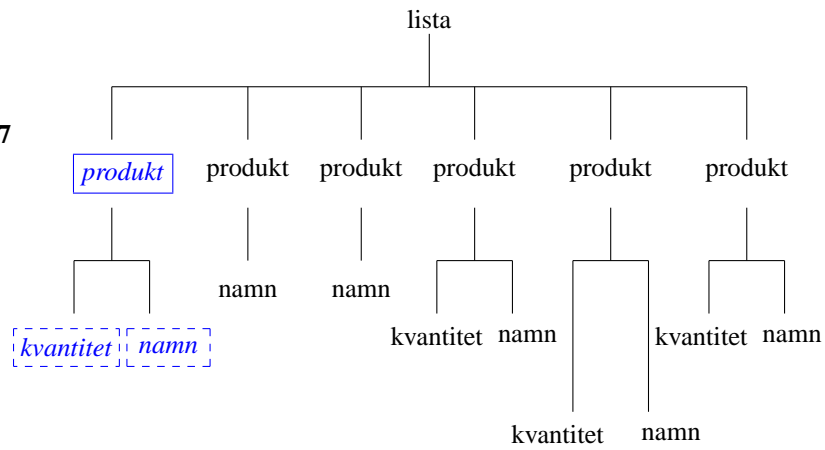 lista
7
produkt produkt produkt produkt produkt produkt
namn namn
kvantitet namn kvantitet namn kvantitet namn
kvantitet namn